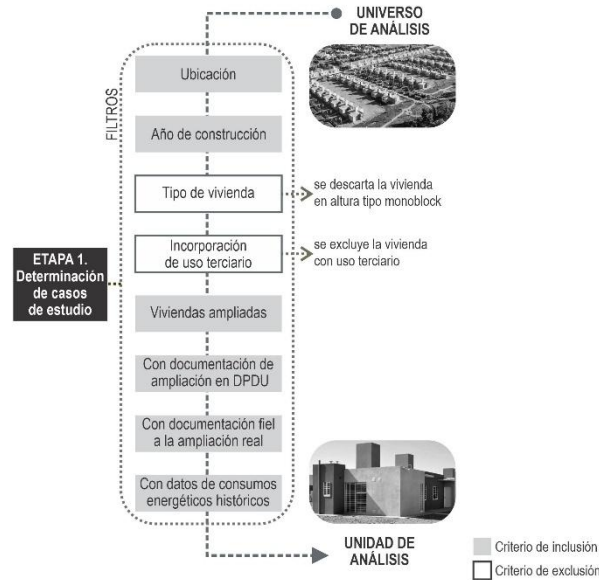 UNIVERSO
DE ANÁLISIS
FILTROS
Ubicación
Año de construcción
Tipo de vivienda
se descarta la vivienda
en altura tipo monoblock
Incorporación
de uso terciario
se excluye la vivienda
con uso terciario
ETAPA 1.
Determinación
de casos
de estudio
Viviendas ampliadas
Con documentación de
ampliación en DPDU
Con documentación fiel
a la ampliación real
Con datos de consumos
energéticos históricos
UNIDAD DE
ANÁLISIS
Criterio de inclusión
Criterio de exclusión